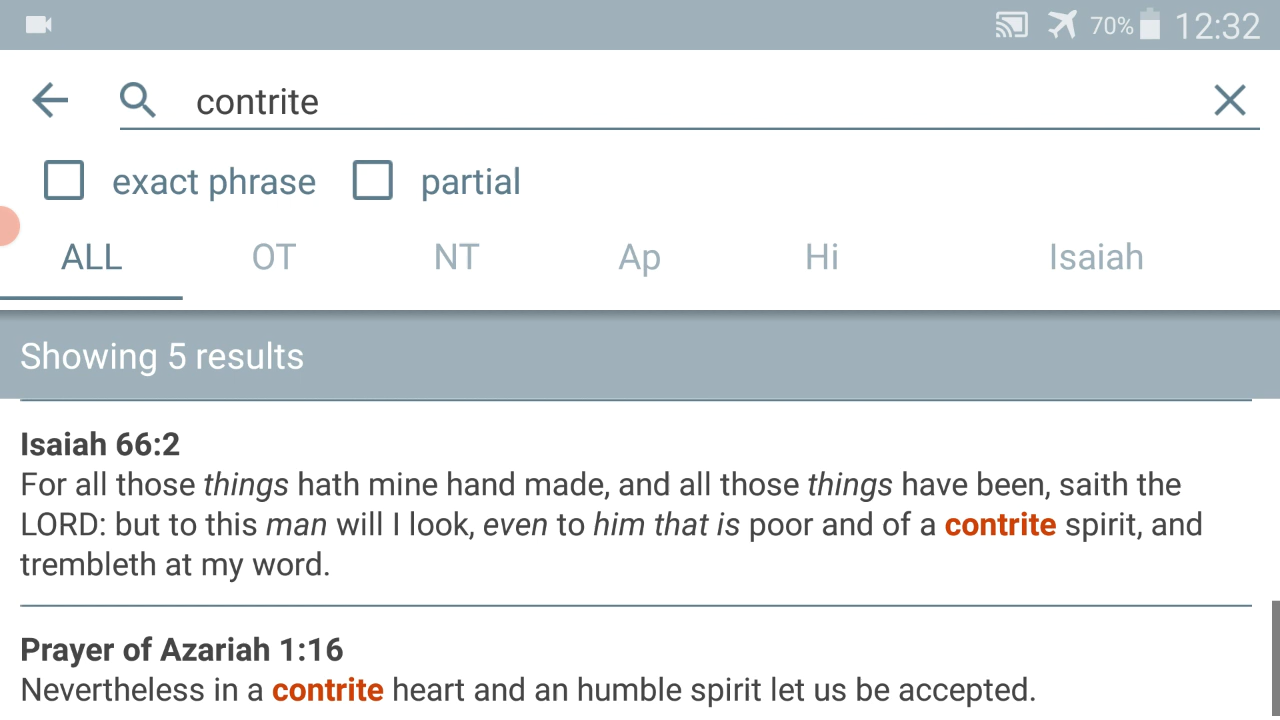 70% 12:32
contrite
exact phrase partial
ALL OT NT Ap Hi Isaiah
Showing 5 results
Isaiah 66:2
For all those things hath mine hand made, and all those things have been, saith the
LORD: but to this man will I look, even to him that is poor and of a contrite spirit, and
trembleth at my word.
Prayer of Azariah 1:16
Nevertheless in a contrite heart and an humble spirit let us be accepted.